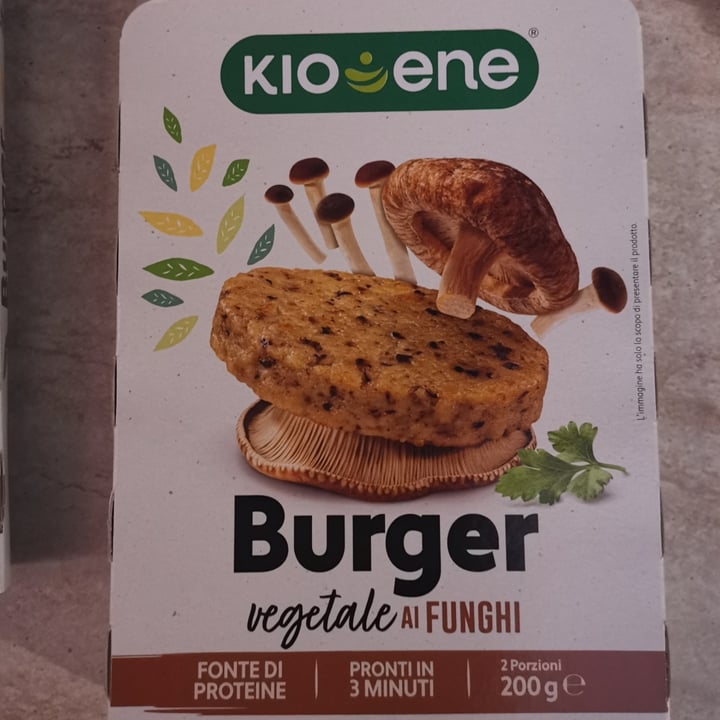 KIOENE®
L'immagine ha solo lo scopo di presentare il prodotto.
Burger
vegetale AI FUNGHI
FONTE DI
PROTEINE
PRONTI IN
3 MINUTI
2 Porzioni
200 g ℮